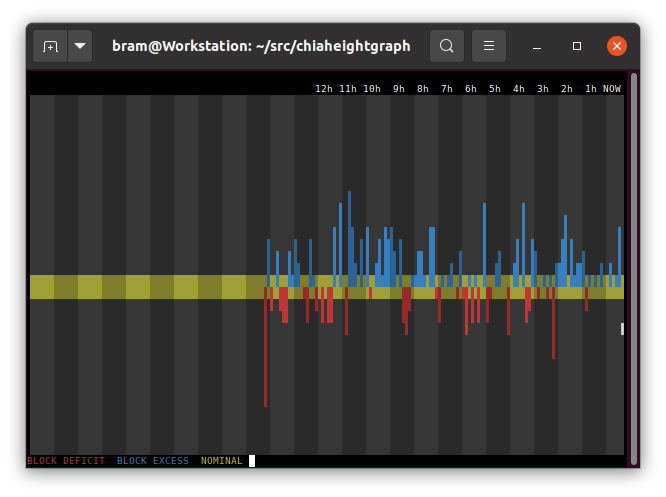 bram@Workstation: ~/src/chiaheightgraph
12h 11h 10h 9h 8h 7h 6h 5h 4h 3h 2h 1h NOW
BLOCK DEFICIT BLOCK EXCESS NOMINAL